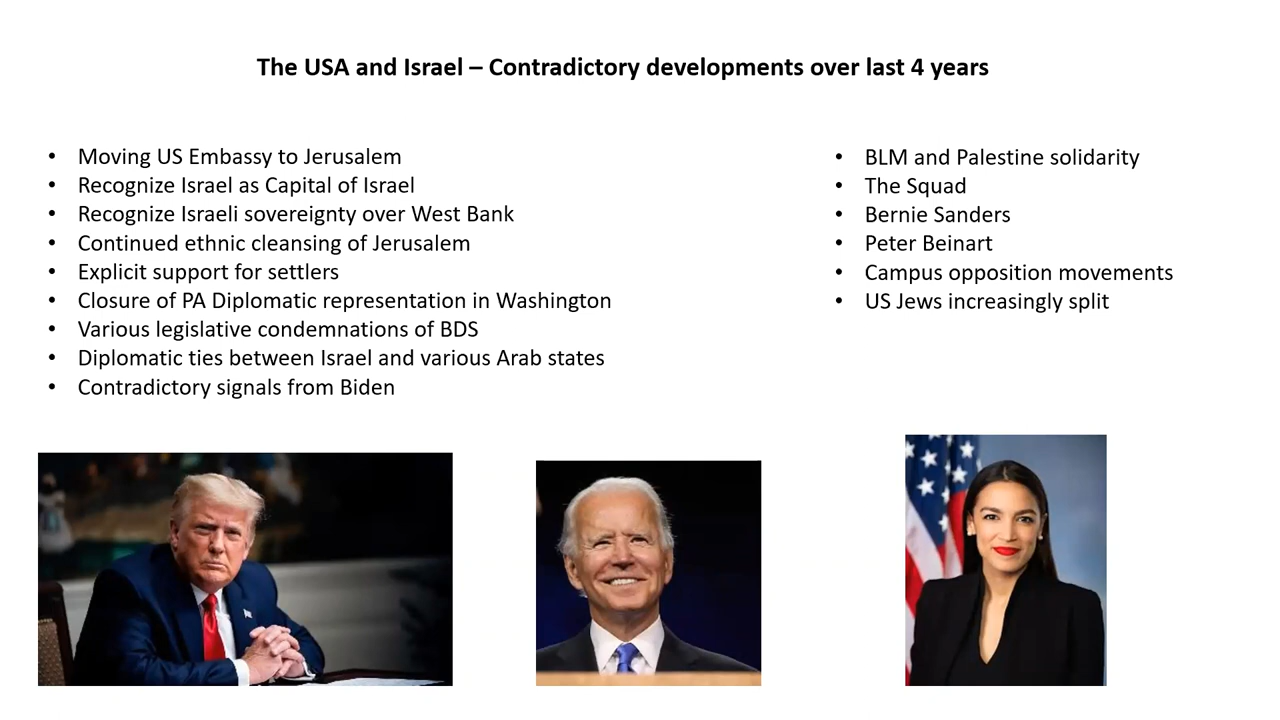 The USA and Israel – Contradictory developments over last 4 years
• Moving US Embassy to Jerusalem
• Recognize Israel as Capital of Israel
• Recognize Israeli sovereignty over West Bank
• Continued ethnic cleansing of Jerusalem
• Explicit support for settlers
• Closure of PA Diplomatic representation in Washington
• Various legislative condemnations of BDS
• Diplomatic ties between Israel and various Arab states
• Contradictory signals from Biden
• BLM and Palestine solidarity
• The Squad
• Bernie Sanders
• Peter Beinart
• Campus opposition movements
• US Jews increasingly split